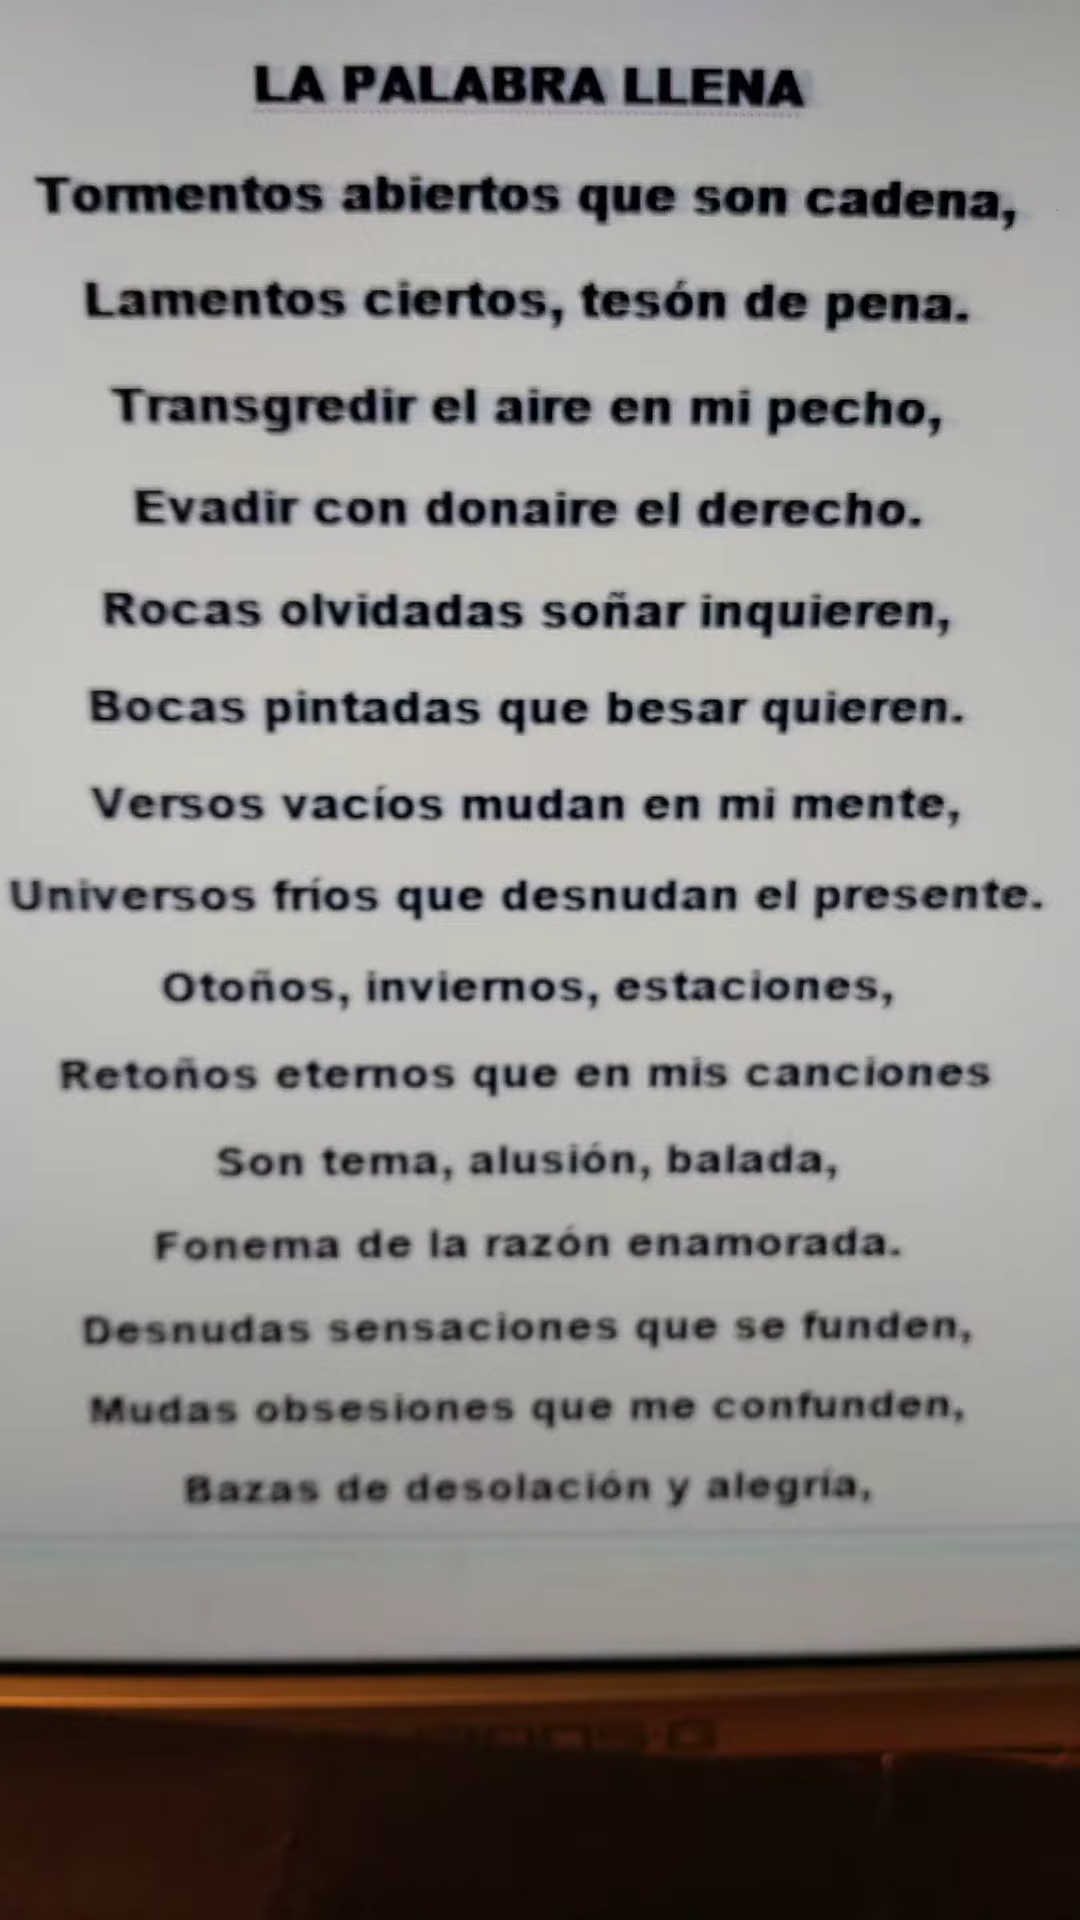 LA PALABRA LLENA
Tormentos abiertos que son cadena,
Lamentos ciertos, tesón de pena.
Transgredir el aire en mi pecho,
Evadir con donaire el derecho.
Rocas olvidadas soñar inquieren,
Bocas pintadas que besar quieren.
Versos vacíos mudan en mi mente,
Universos fríos que desnudan el presente.
Otoños, inviernos, estaciones,
Retoños eternos que en mis canciones
Son tema, alusión, balada,
Fonema de la razón enamorada.
Desnudas sensaciones que se funden,
Mudas obsesiones que me confunden,
Bazas de desolación y alegría,